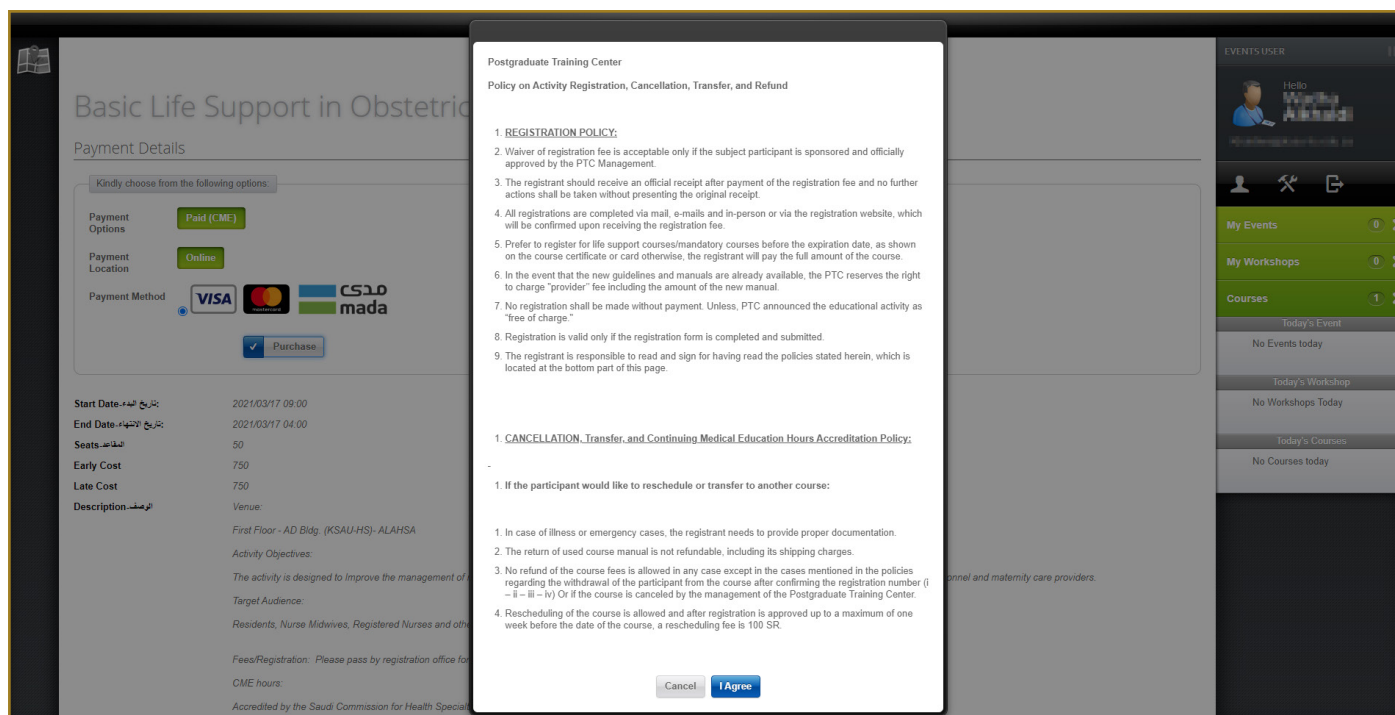 Basic Life Support in Obstetric
Payment Details
Kindly choose from the following options:
Payment Options
Paid (CME)
Payment Location
Online
Payment Method
VISA
mastercard
مدى
mada
Purchase
Start Date-تاريخ البدء:
2021/03/17 09:00
End Date-تاريخ الانتهاء:
2021/03/17 04:00
Seats-المقاعد
50
Early Cost
750
Late Cost
750
Description-الوصف
Venue:
First Floor - AD Bldg. (KSAU-HS)- ALAHSA
Activity Objectives:
The activity is designed to Improve the management of
onnel and maternity care providers.
Target Audience:
Residents, Nurse Midwives, Registered Nurses and othe
Fees/Registration: Please pass by registration office for
CME hours:
Accredited by the Saudi Commission for Health Special
Postgraduate Training Center
Policy on Activity Registration, Cancellation, Transfer, and Refund
1. REGISTRATION POLICY:
2. Waiver of registration fee is acceptable only if the subject participant is sponsored and officially
approved by the PTC Management.
3. The registrant should receive an official receipt after payment of the registration fee and no further
actions shall be taken without presenting the original receipt.
4. All registrations are completed via mail, e-mails and in-person or via the registration website, which
will be confirmed upon receiving the registration fee.
5. Prefer to register for life support courses/mandatory courses before the expiration date, as shown
on the course certificate or card otherwise, the registrant will pay the full amount of the course.
6. In the event that the new guidelines and manuals are already available, the PTC reserves the right
to charge "provider" fee including the amount of the new manual.
7. No registration shall be made without payment. Unless, PTC announced the educational activity as
"free of charge."
8. Registration is valid only if the registration form is completed and submitted.
9. The registrant is responsible to read and sign for having read the policies stated herein, which is
located at the bottom part of this page.
1. CANCELLATION, Transfer, and Continuing Medical Education Hours Accreditation Policy:
-
1. If the participant would like to reschedule or transfer to another course:
1. In case of illness or emergency cases, the registrant needs to provide proper documentation.
2. The return of used course manual is not refundable, including its shipping charges.
3. No refund of the course fees is allowed in any case except in the cases mentioned in the policies
regarding the withdrawal of the participant from the course after confirming the registration number (i
– ii – iii – iv) Or if the course is canceled by the management of the Postgraduate Training Center.
4. Rescheduling of the course is allowed and after registration is approved up to a maximum of one
week before the date of the course, a rescheduling fee is 100 SR.
Cancel
I Agree
EVENTS USER
Hello
My Events
0
My Workshops
0
Courses
1
Today's Event
No Events today
Today's Workshop
No Workshops Today
Today's Courses
No Courses today